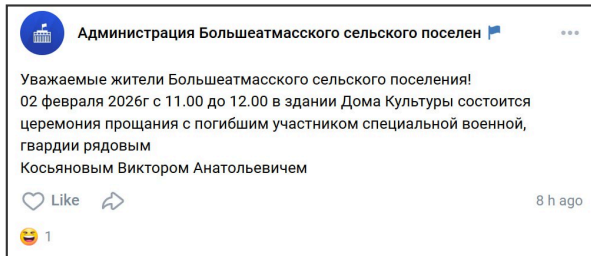 Администрация Большеатмасского сельского поселен
Уважаемые жители Большеатмасского сельского поселения!
02 февраля 2026г с 11.00 до 12.00 в здании Дома Культуры состоится
церемония прощания с погибшим участником специальной военной,
гвардии рядовым
Косьяновым Виктором Анатольевичем
Like
8 h ago
1